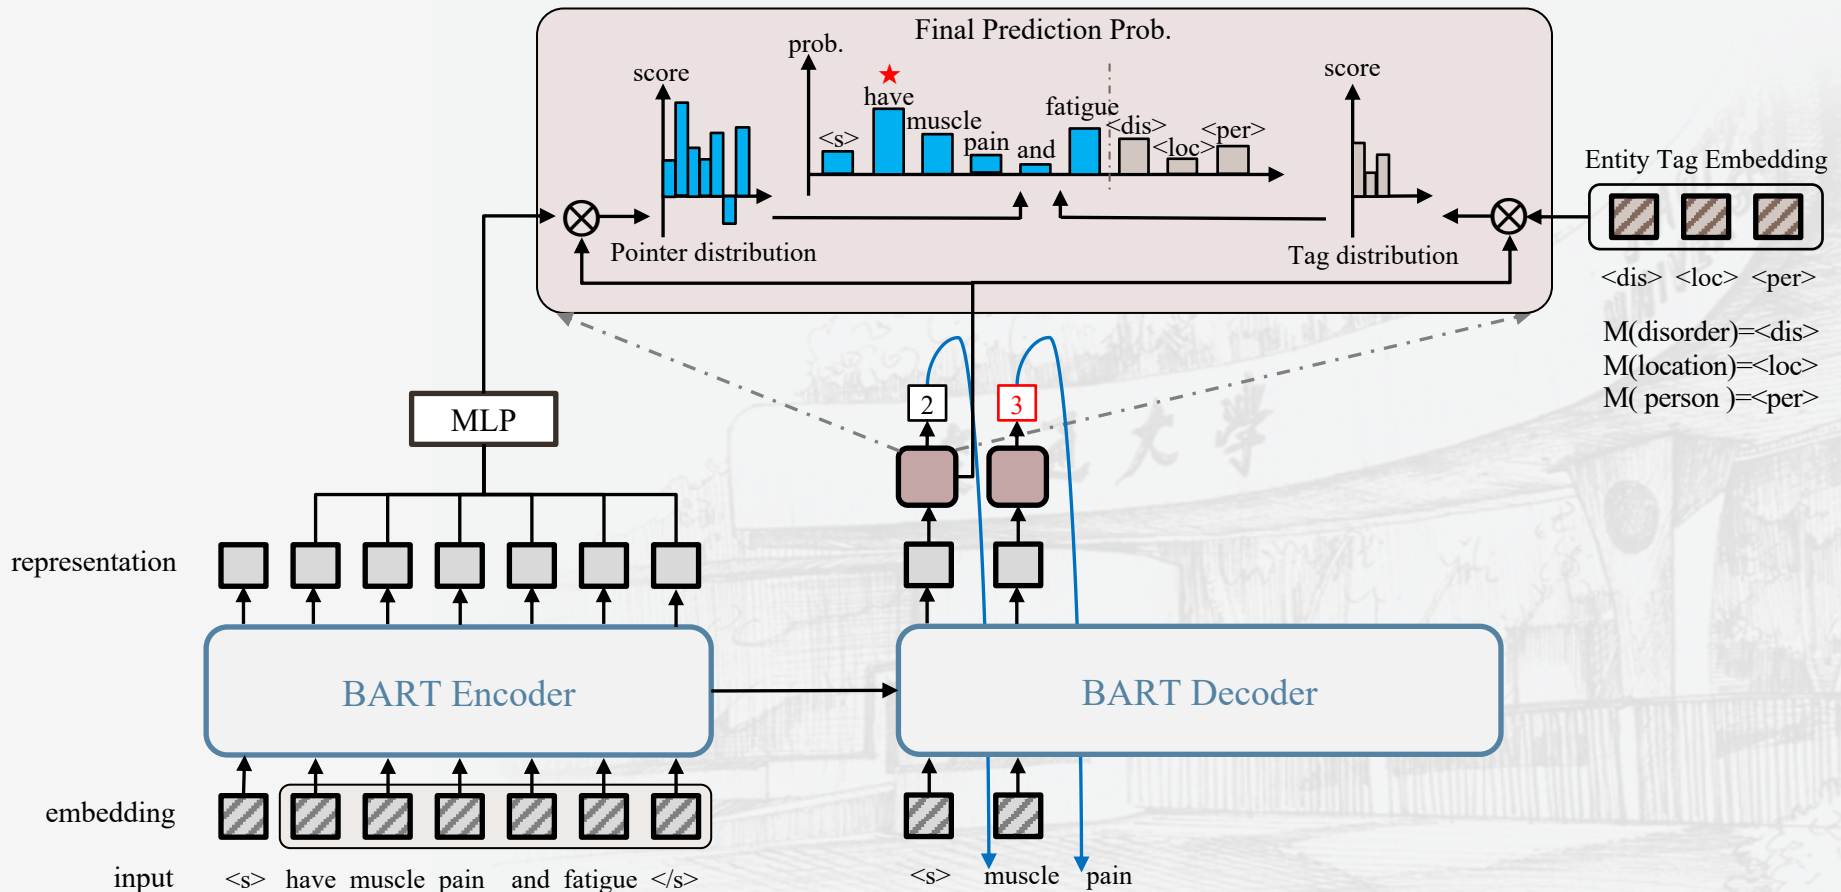 Final Prediction Prob.
prob.
score
★
have
muscle
pain
and
fatigue
<s>
<dis>
<loc>
<per>
score
Pointer distribution
Tag distribution
Entity Tag Embedding
<dis> <loc> <per>
M(disorder)=<dis>
M(location)=<loc>
M( person )=<per>
MLP
2
3
大學
representation
BART Encoder
BART Decoder
embedding
input
<s> have muscle pain and fatigue </s>
<s> muscle pain